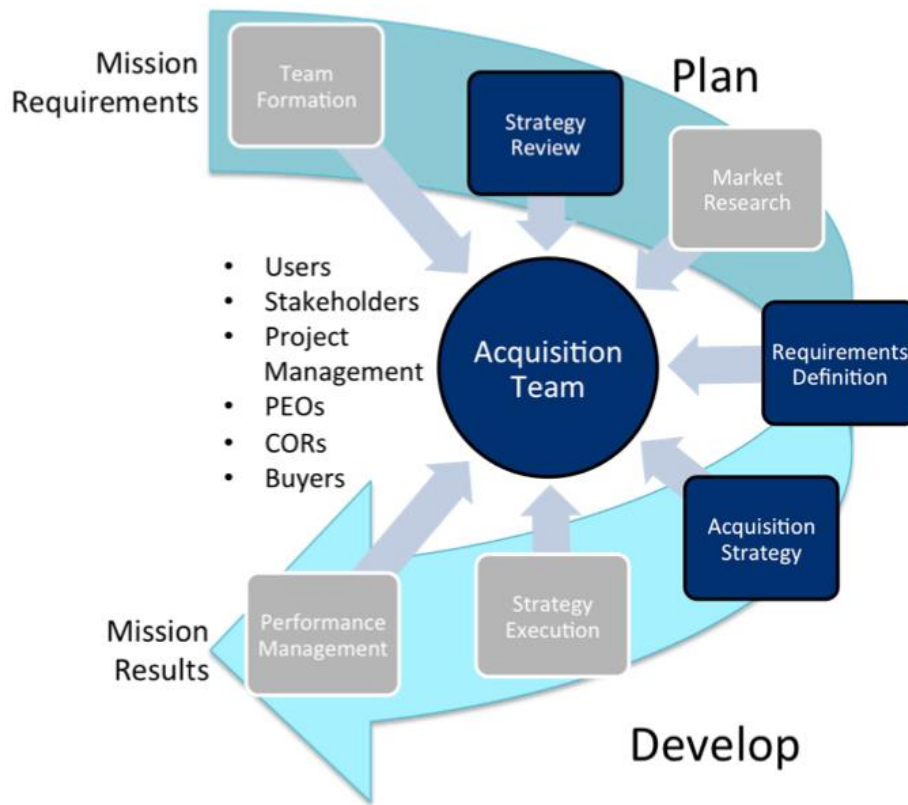 Mission
Requirements
Team
Formation
Plan
Strategy
Review
Market
Research
• Users
• Stakeholders
• Project
Management
• PEOs
• CORs
• Buyers
Acquisition
Team
Requirements
Definition
Acquisition
Strategy
Strategy
Execution
Performance
Management
Mission
Results
Develop